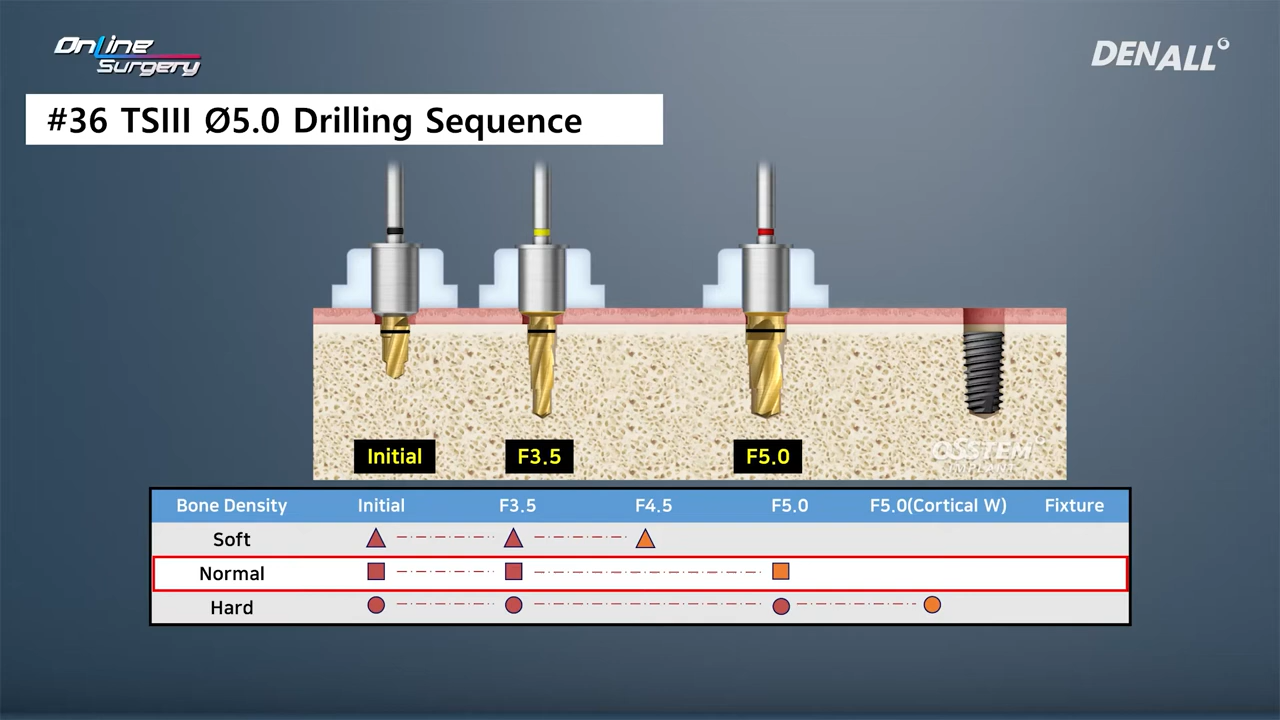 OnLine
Surgery
DENALL
#36 TSIII Ø5.0 Drilling Sequence
OSSTEM
IMPLANT
Initial F3.5 F5.0
Bone Density Initial F3.5 F4.5 F5.0 F5.0(Cortical W) Fixture
Soft
Normal
Hard